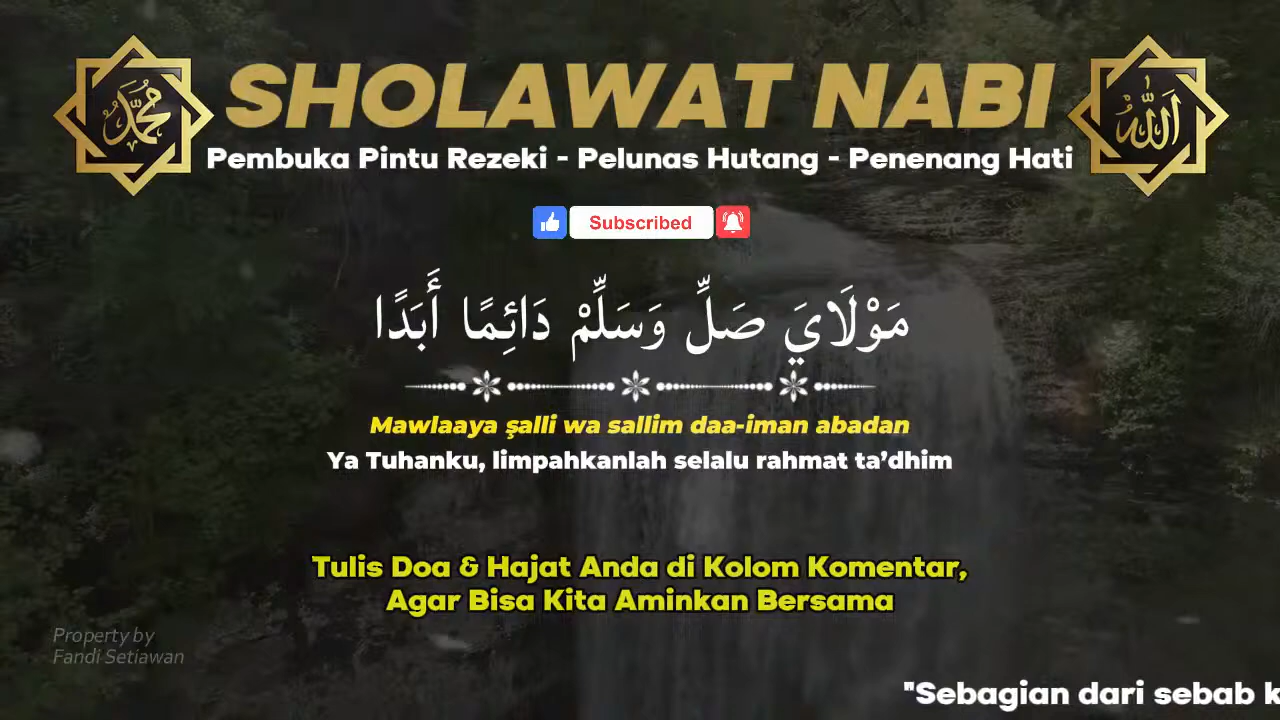 محمد
SHOLAWAT NABI
الله
Pembuka Pintu Rezeki - Pelunas Hutang - Penenang Hati
Subscribed
مَوْلَايَ صَلِّ وَسَلِّمْ دَائِمًا أَبَدًا
Mawlaaya şalli wa sallim daa-iman abadan
Ya Tuhanku, limpahkanlah selalu rahmat ta’dhim
Tulis Doa & Hajat Anda di Kolom Komentar,
Agar Bisa Kita Aminkan Bersama
Property by
Fandi Setiawan
"Sebagian dari sebab k